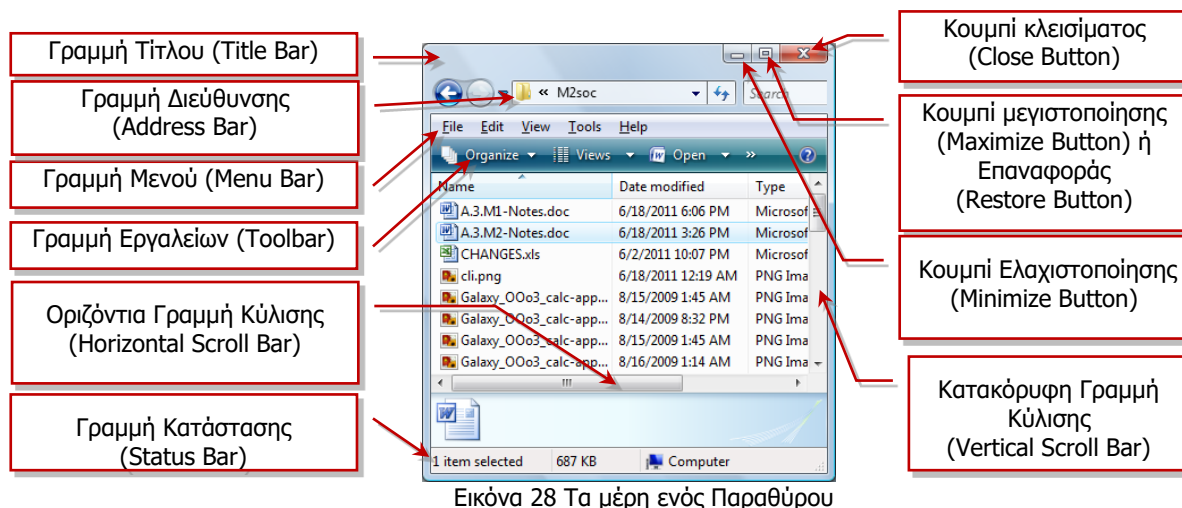 Γραμμή Τίτλου (Title Bar)
Γραμμή Διεύθυνσης
(Address Bar)
Γραμμή Μενού (Menu Bar)
Γραμμή Εργαλείων (Toolbar)
Οριζόντια Γραμμή Κύλισης
(Horizontal Scroll Bar)
Γραμμή Κατάστασης
(Status Bar)
« M2soc
Search
File Edit View Tools Help
Organize Views Open »
Name Date modified Type
A.3.M1-Notes.doc 6/18/2011 6:06 PM Microsof
A.3.M2-Notes.doc 6/18/2011 3:26 PM Microsof
CHANGES.xls 6/2/2011 10:07 PM Microsof
cli.png 6/18/2011 12:19 AM PNG Ima
Galaxy_OOo3_calc-app... 8/15/2009 1:45 AM PNG Ima
Galaxy_OOo3_calc-app... 8/14/2009 8:32 PM PNG Ima
Galaxy_OOo3_calc-app... 8/15/2009 1:45 AM PNG Ima
Galaxy_OOo3_calc-app... 8/16/2009 1:14 AM PNG Ima
1 item selected 687 KB Computer
Κουμπί κλεισίματος
(Close Button)
Κουμπί μεγιστοποίησης
(Maximize Button) ή
Επαναφοράς
(Restore Button)
Κουμπί Ελαχιστοποίησης
(Minimize Button)
Κατακόρυφη Γραμμή
Κύλισης
(Vertical Scroll Bar)
Εικόνα 28 Τα μέρη ενός Παραθύρου